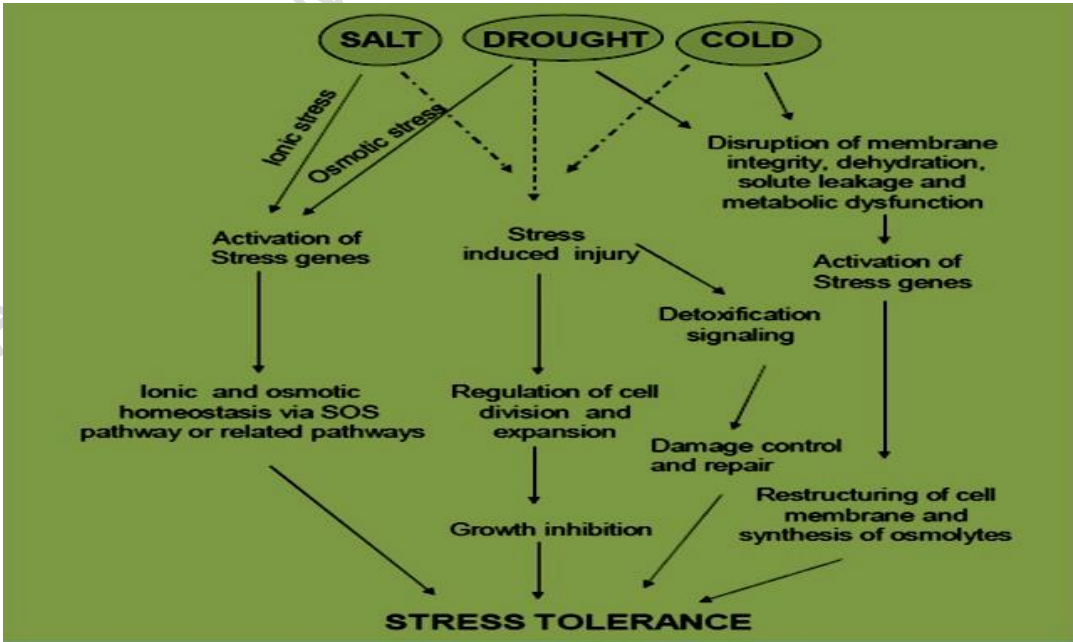 SALT
DROUGHT
COLD
Ionic stress
Osmotic stress
Disruption of membrane
integrity, dehydration,
solute leakage and
metabolic dysfunction
Activation of
Stress genes
Stress
induced injury
Activation of
Stress genes
Detoxification
signaling
Ionic and osmotic
homeostasis via SOS
pathway or related pathways
Regulation of cell
division and
expansion
Damage control
and repair
Restructuring of cell
membrane and
synthesis of osmolytes
Growth inhibition
STRESS TOLERANCE